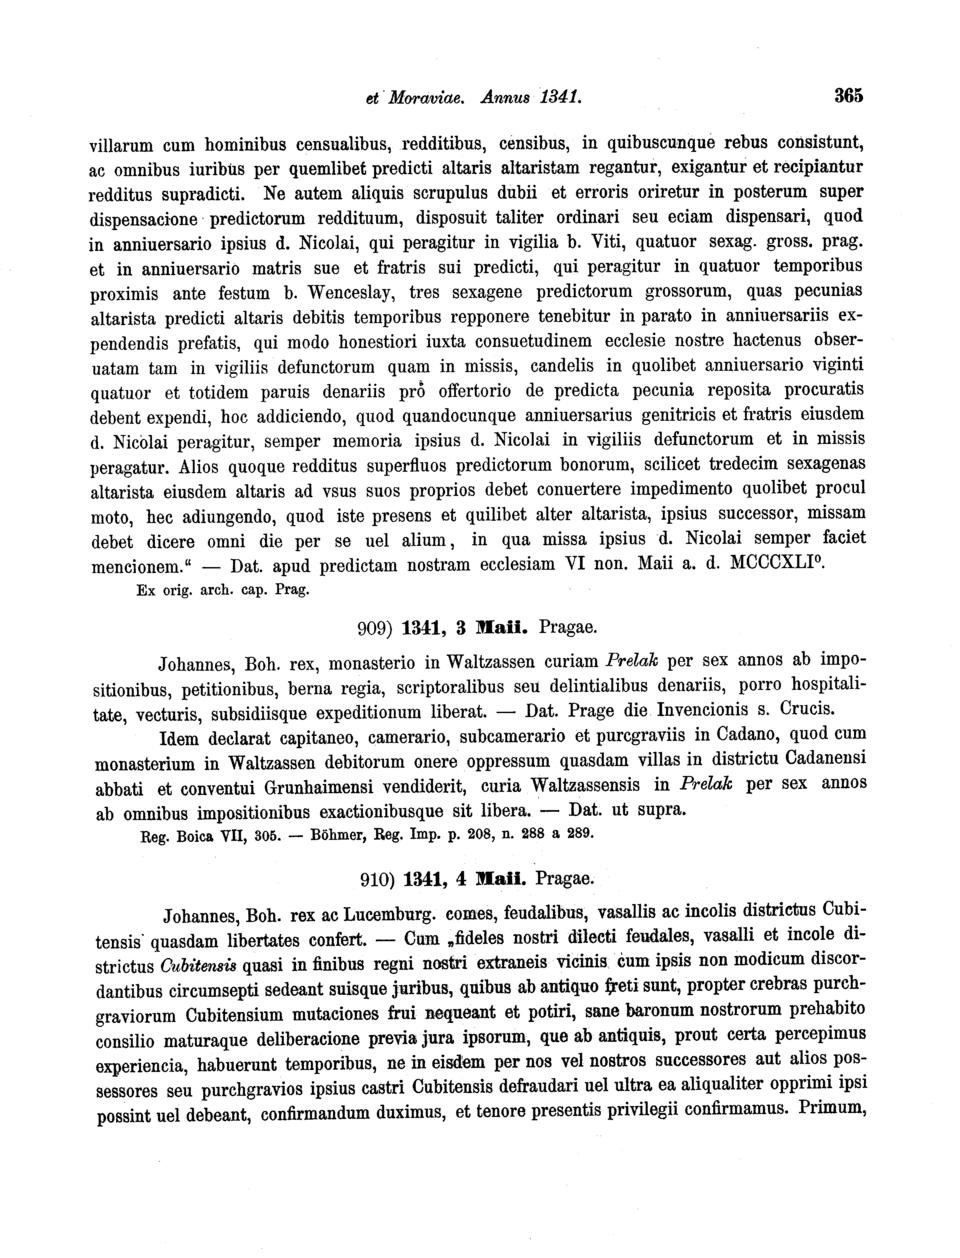 et Moraviae. Annus 1341. 365
villarum cum hominibus censualibus, redditibus, censibus, in quibuscunque rebus consistunt,
ac omnibus iuribus per quemlibet predicti altaris altaristam regantur, exigantur et recipiantur
redditus supradicti. Ne autem aliquis scrupulus dubii et erroris oriretur in posterum super
dispensacione predictorum reddituum, disposuit taliter ordinari seu eciam dispensari, quod
in anniuersario ipsius d. Nicolai, qui peragitur in vigilia b. Viti, quatuor sexag. gross. prag.
et in anniuersario matris sue et fratris sui predicti, qui peragitur in quatuor temporibus
proximis ante festum b. Wenceslay, tres sexagene predictorum grossorum, quas pecunias
altarista predicti altaris debitis temporibus repponere tenebitur in parato in anniuersariis ex-
pendendis prefatis, qui modo honestiori iuxta consuetudinem ecclesie nostre hactenus obser-
uatam tam in vigiliis defunctorum quam in missis, candelis in quolibet anniuersario viginti
quatuor et totidem paruis denariis pro offertorio de predicta pecunia reposita procuratis
debent expendi, hoc addiciendo, quod quandocunque anniuersarius genitricis et fratris eiusdem
d. Nicolai peragitur, semper memoria ipsius d. Nicolai in vigiliis defunctorum et in missis
peragatur. Alios quoque redditus superfluos predictorum bonorum, scilicet tredecim sexagenas
altarista eiusdem altaris ad vsus suos proprios debet conuertere impedimento quolibet procul
moto, hec adiungendo, quod iste presens et quilibet alter altarista, ipsius successor, missam
debet dicere omni die per se uel alium, in qua missa ipsius d. Nicolai semper faciet
mencionem.“ — Dat. apud predictam nostram ecclesiam VI non. Maii a. d. MCCCXLI⁰.
Ex orig. arch. cap. Prag.
909) 1341, 3 Maii. Pragae.
Johannes, Boh. rex, monasterio in Waltzassen curiam Prelak per sex annos ab impo-
sitionibus, petitionibus, berna regia, scriptoralibus seu delintialibus denariis, porro hospitali-
tate, vecturis, subsidiisque expeditionum liberat. — Dat. Prage die Invencionis s. Crucis.
Idem declarat capitaneo, camerario, subcamerario et purcgraviis in Cadano, quod cum
monasterium in Waltzassen debitorum onere oppressum quasdam villas in districtu Cadanensi
abbati et conventui Grunhaimensi vendiderit, curia Waltzassensis in Prelak per sex annos
ab omnibus impositionibus exactionibusque sit libera. — Dat. ut supra.
Reg. Boica VII, 305. — Böhmer, Reg. Imp. p. 208, n. 288 a 289.
910) 1341, 4 Maii. Pragae.
Johannes, Boh. rex ac Lucemburg. comes, feudalibus, vasallis ac incolis districtus Cubi-
tensis quasdam libertates confert. — Cum „fideles nostri dilecti feudales, vasalli et incole di-
strictus Cubitensis quasi in finibus regni nostri extraneis vicinis cum ipsis non modicum discor-
dantibus circumsepti sedeant suisque juribus, quibus ab antiquo freti sunt, propter crebras purch-
graviorum Cubitensium mutaciones frui nequeant et potiri, sane baronum nostrorum prehabito
consilio maturaque deliberacione previa jura ipsorum, que ab antiquis, prout certa percepimus
experiencia, habuerunt temporibus, ne in eisdem per nos vel nostros successores aut alios pos-
sessores seu purchgravios ipsius castri Cubitensis defraudari uel ultra ea aliqualiter opprimi ipsi
possint uel debeant, confirmandum duximus, et tenore presentis privilegii confirmamus. Primum,